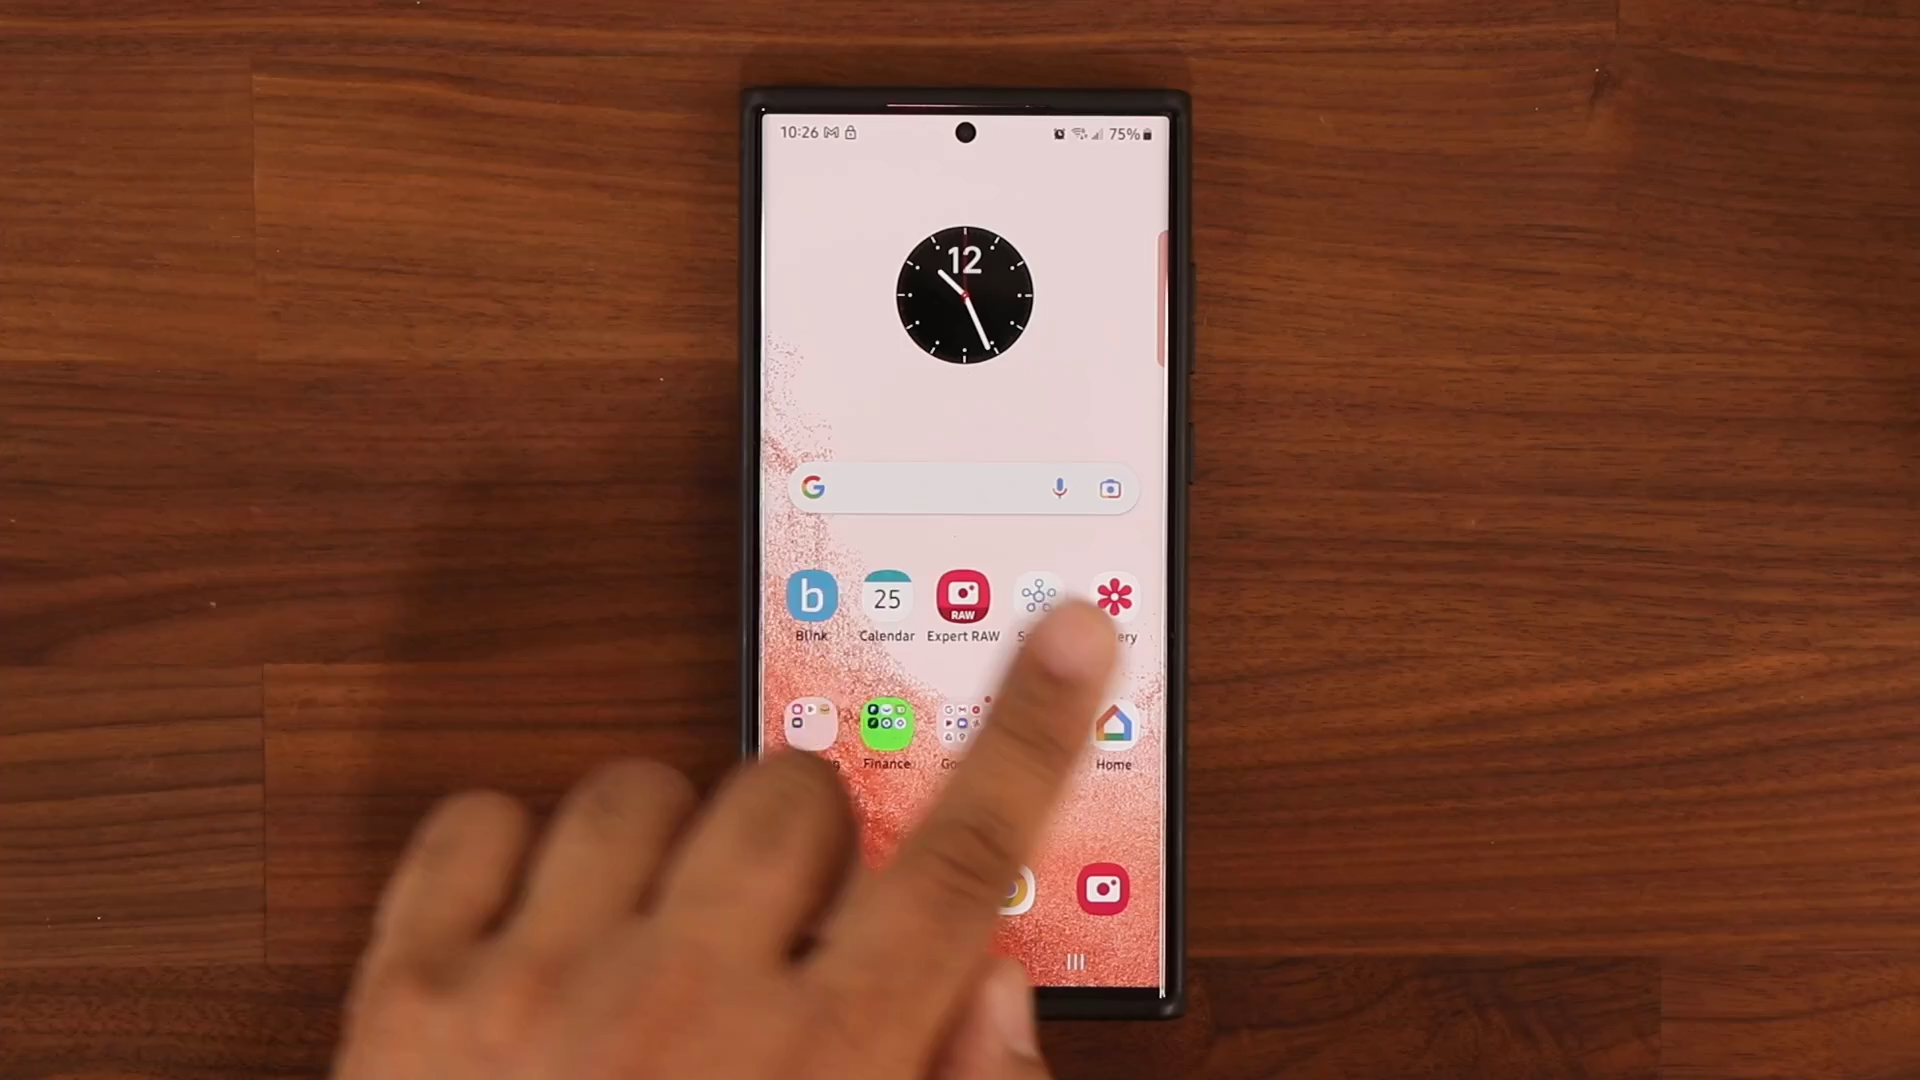 10:26 75%
12
G
b 25 RAW
Blink Calendar Expert RAW
Finance Home